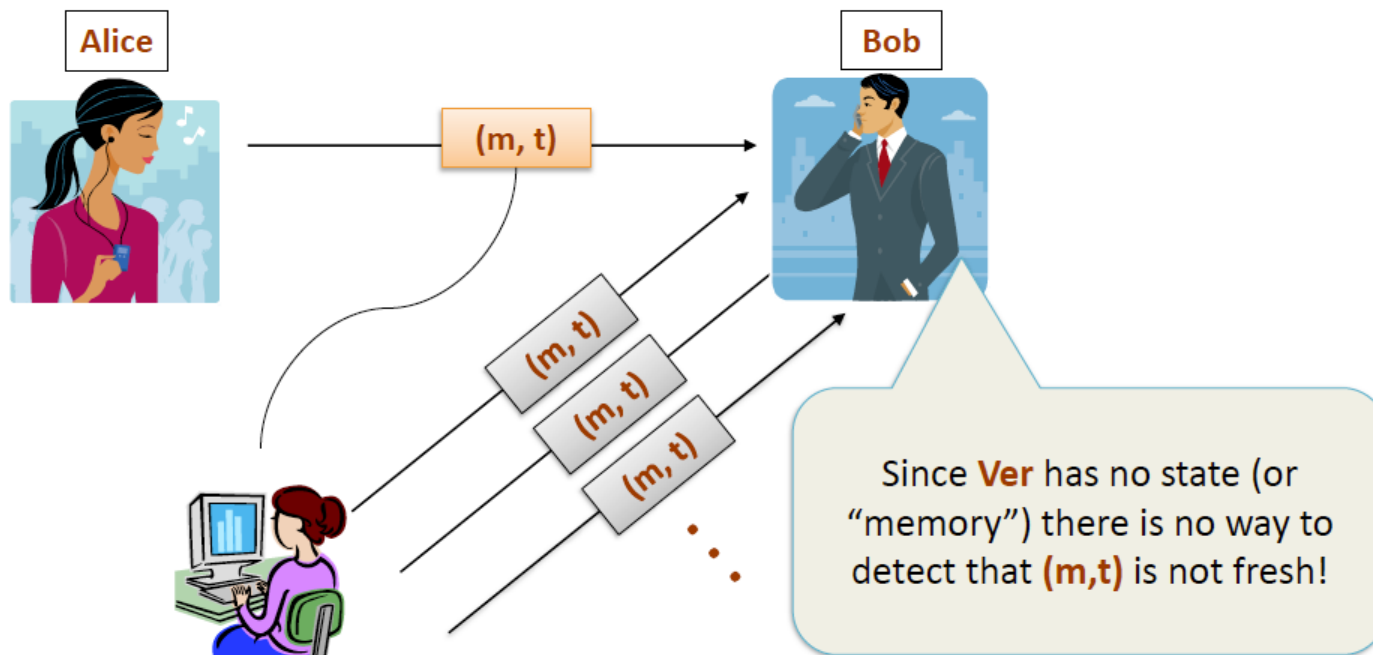 Alice
Bob
(m, t)
(m, t)
(m, t)
(m, t)
Since Ver has no state (or
“memory”) there is no way to
detect that (m,t) is not fresh!